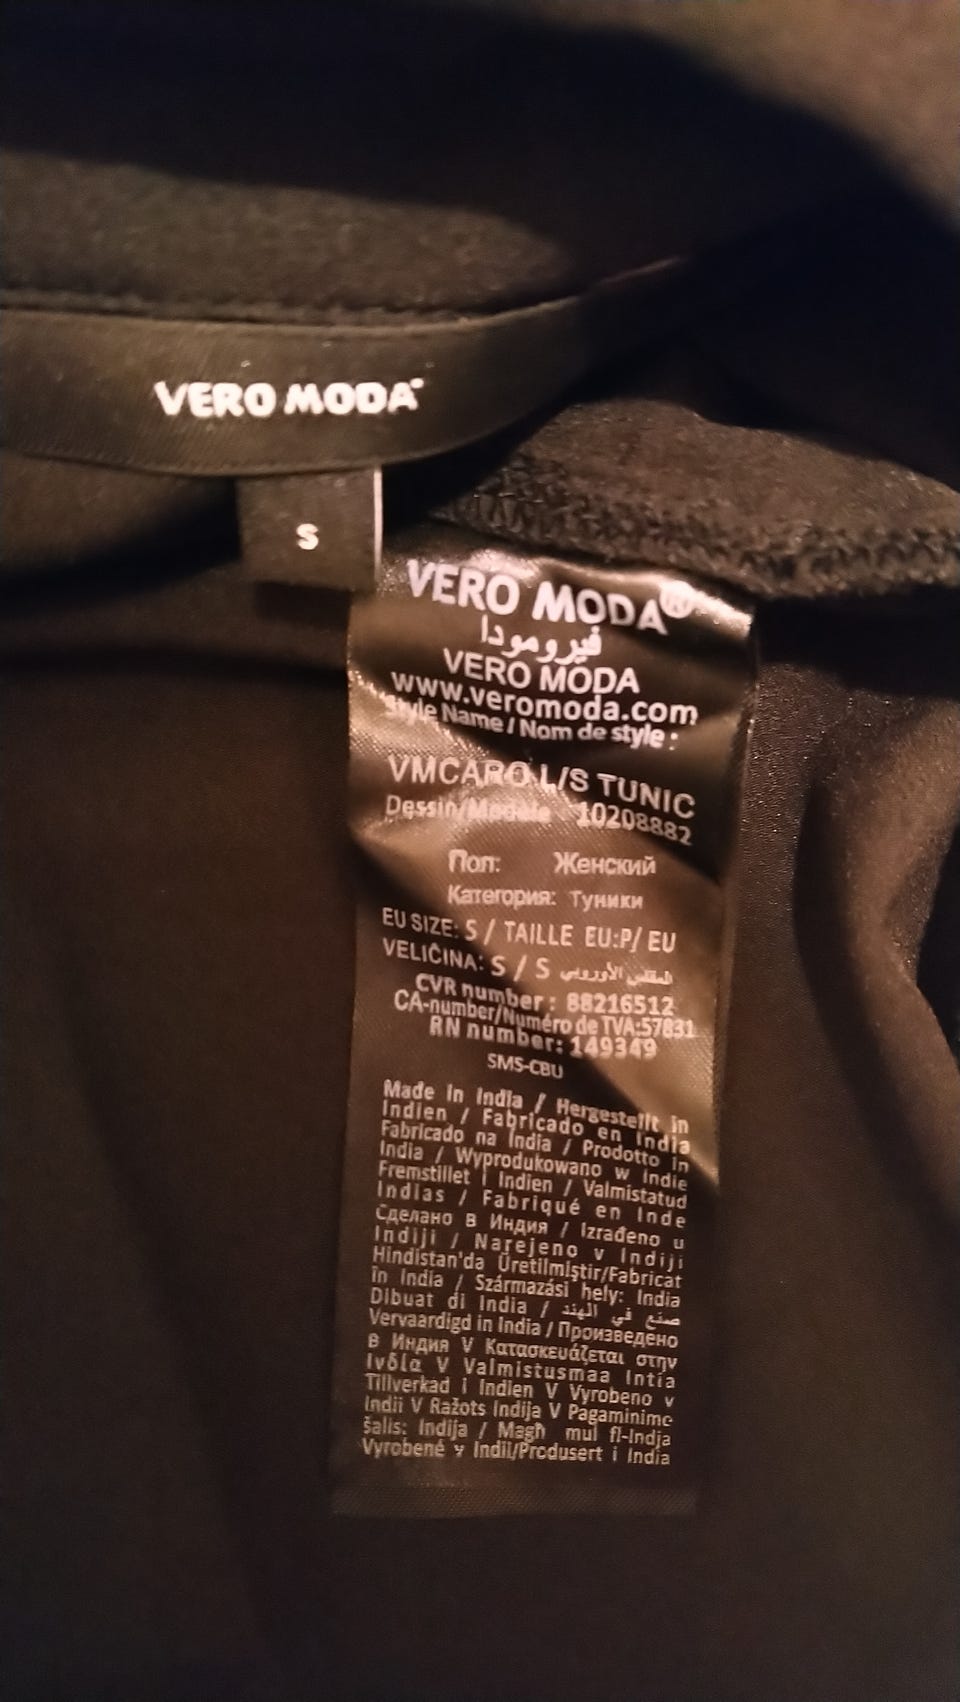 VERO MODA
S
VERO MODA®
فيرومودا
VERO MODA
www.veromoda.com
Style Name / Nom de style :
VMCARO L/S TUNIC
Dessin/Modèle 10208882
Пол: Женский
Категория: Туники
EU SIZE: S / TAILLE EU:P/ EU
VELIČINA: S / S المقاس الأوروبي
CVR number : 88216512
CA-number/Numéro de TVA:57831
RN number: 149349
SMS-CBU
Made in India / Hergestellt in
Indien / Fabricado en India
Fabricado na India / Prodotto in
India / Wyprodukowano w Indie
Fremstillet i Indien / Valmistatud
Indias / Fabriqué en Inde
Сделано в Индия / Izrađeno u
Indiji / Narejeno v Indiji
Hindistan'da Üretilmiştir/Fabricat
în India / Származási hely: India
Dibuat di India / صنع في الهند
Vervaardigd in India / Произведено
в Индия V Κατασκευάζεται στην
Ινδία V Valmistusmaa Intia
Tillverkad i Indien V Vyrobeno v
Indii V Ražots Indija V Pagaminimo
šalis: Indija / Magħmul fl-Indja
Vyrobené v Indii/Produsert i India